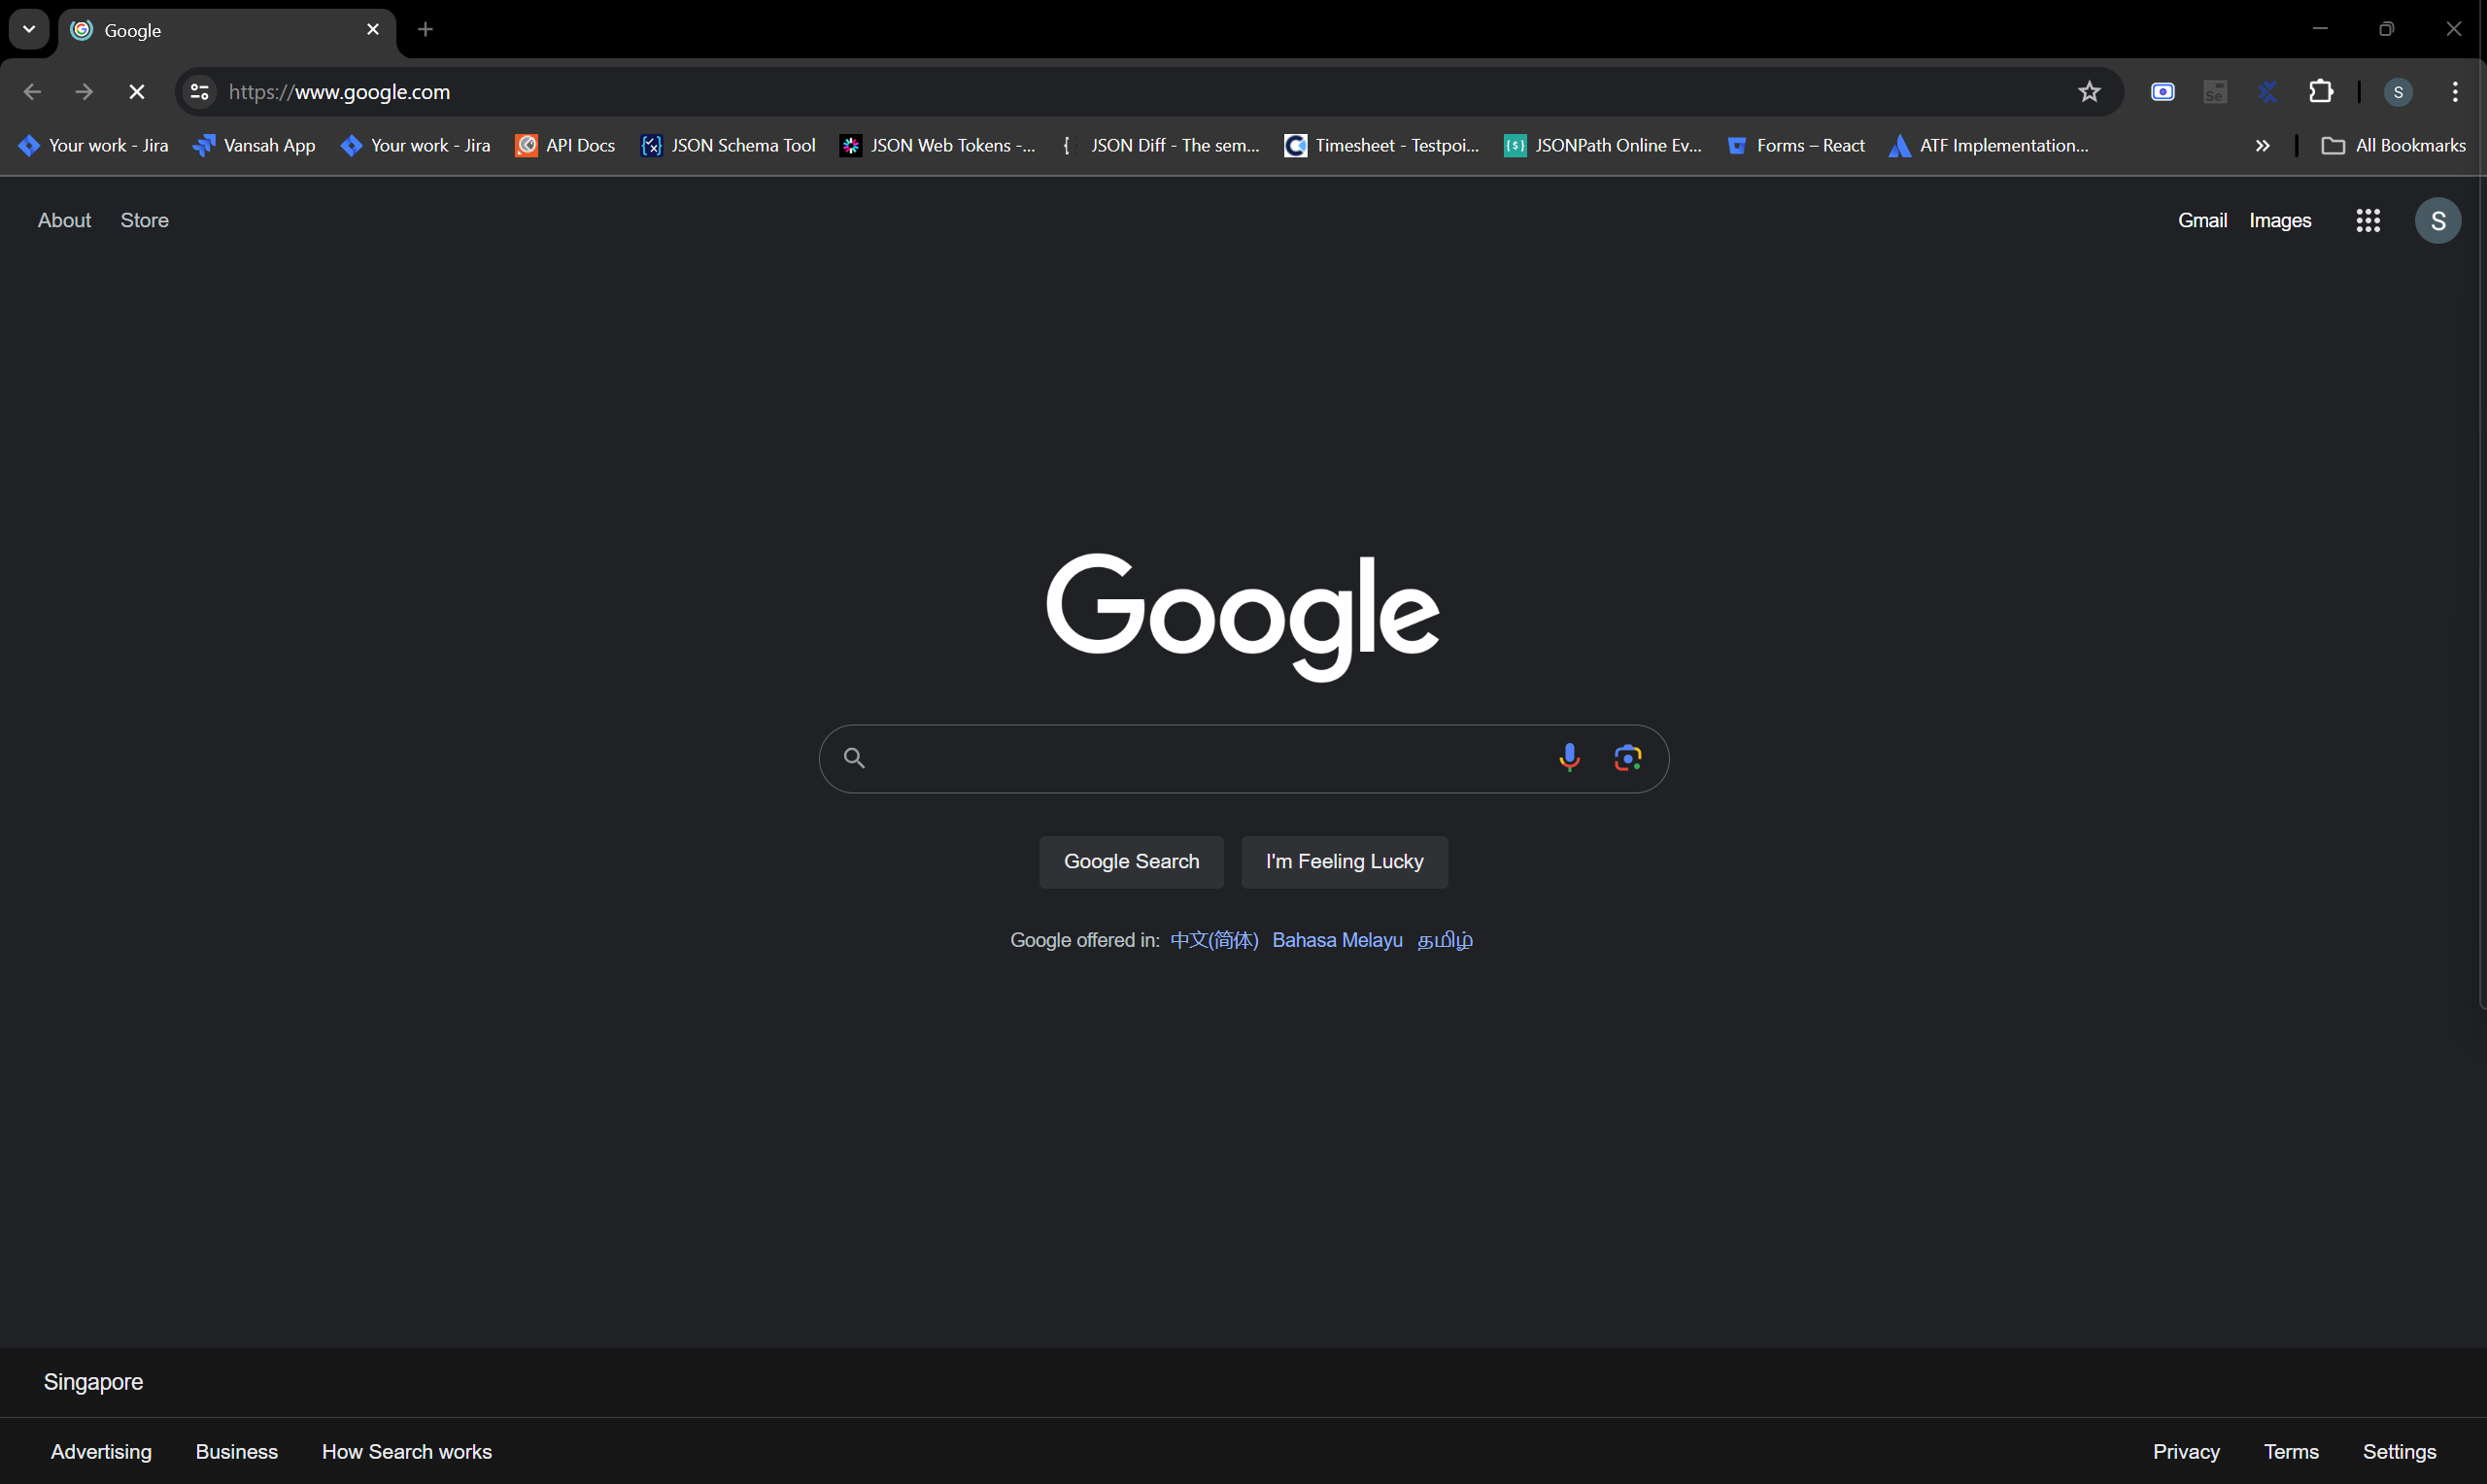 Google
https://www.google.com
S
Your work - Jira Vansah App Your work - Jira API Docs JSON Schema Tool JSON Web Tokens -... JSON Diff - The sem... Timesheet - Testpoi... JSONPath Online Ev... Forms – React ATF Implementation... All Bookmarks
About Store Gmail Images S
Google
Google Search I'm Feeling Lucky
Google offered in: 中文(简体) Bahasa Melayu தமிழ்
Singapore
Advertising Business How Search works Privacy Terms Settings